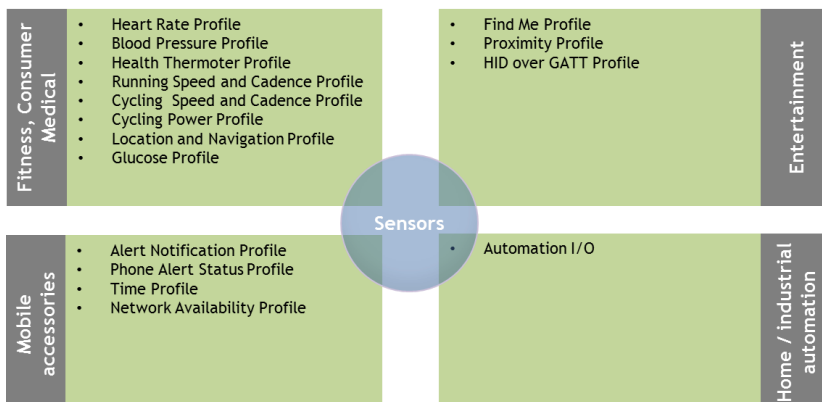 Fitness, Consumer
Medical
• Heart Rate Profile
• Blood Pressure Profile
• Health Thermoter Profile
• Running Speed and Cadence Profile
• Cycling Speed and Cadence Profile
• Cycling Power Profile
• Location and Navigation Profile
• Glucose Profile
• Find Me Profile
• Proximity Profile
• HID over GATT Profile
Entertainment
Sensors
Mobile
accessories
• Alert Notification Profile
• Phone Alert Status Profile
• Time Profile
• Network Availability Profile
• Automation I/O
Home / industrial
automation